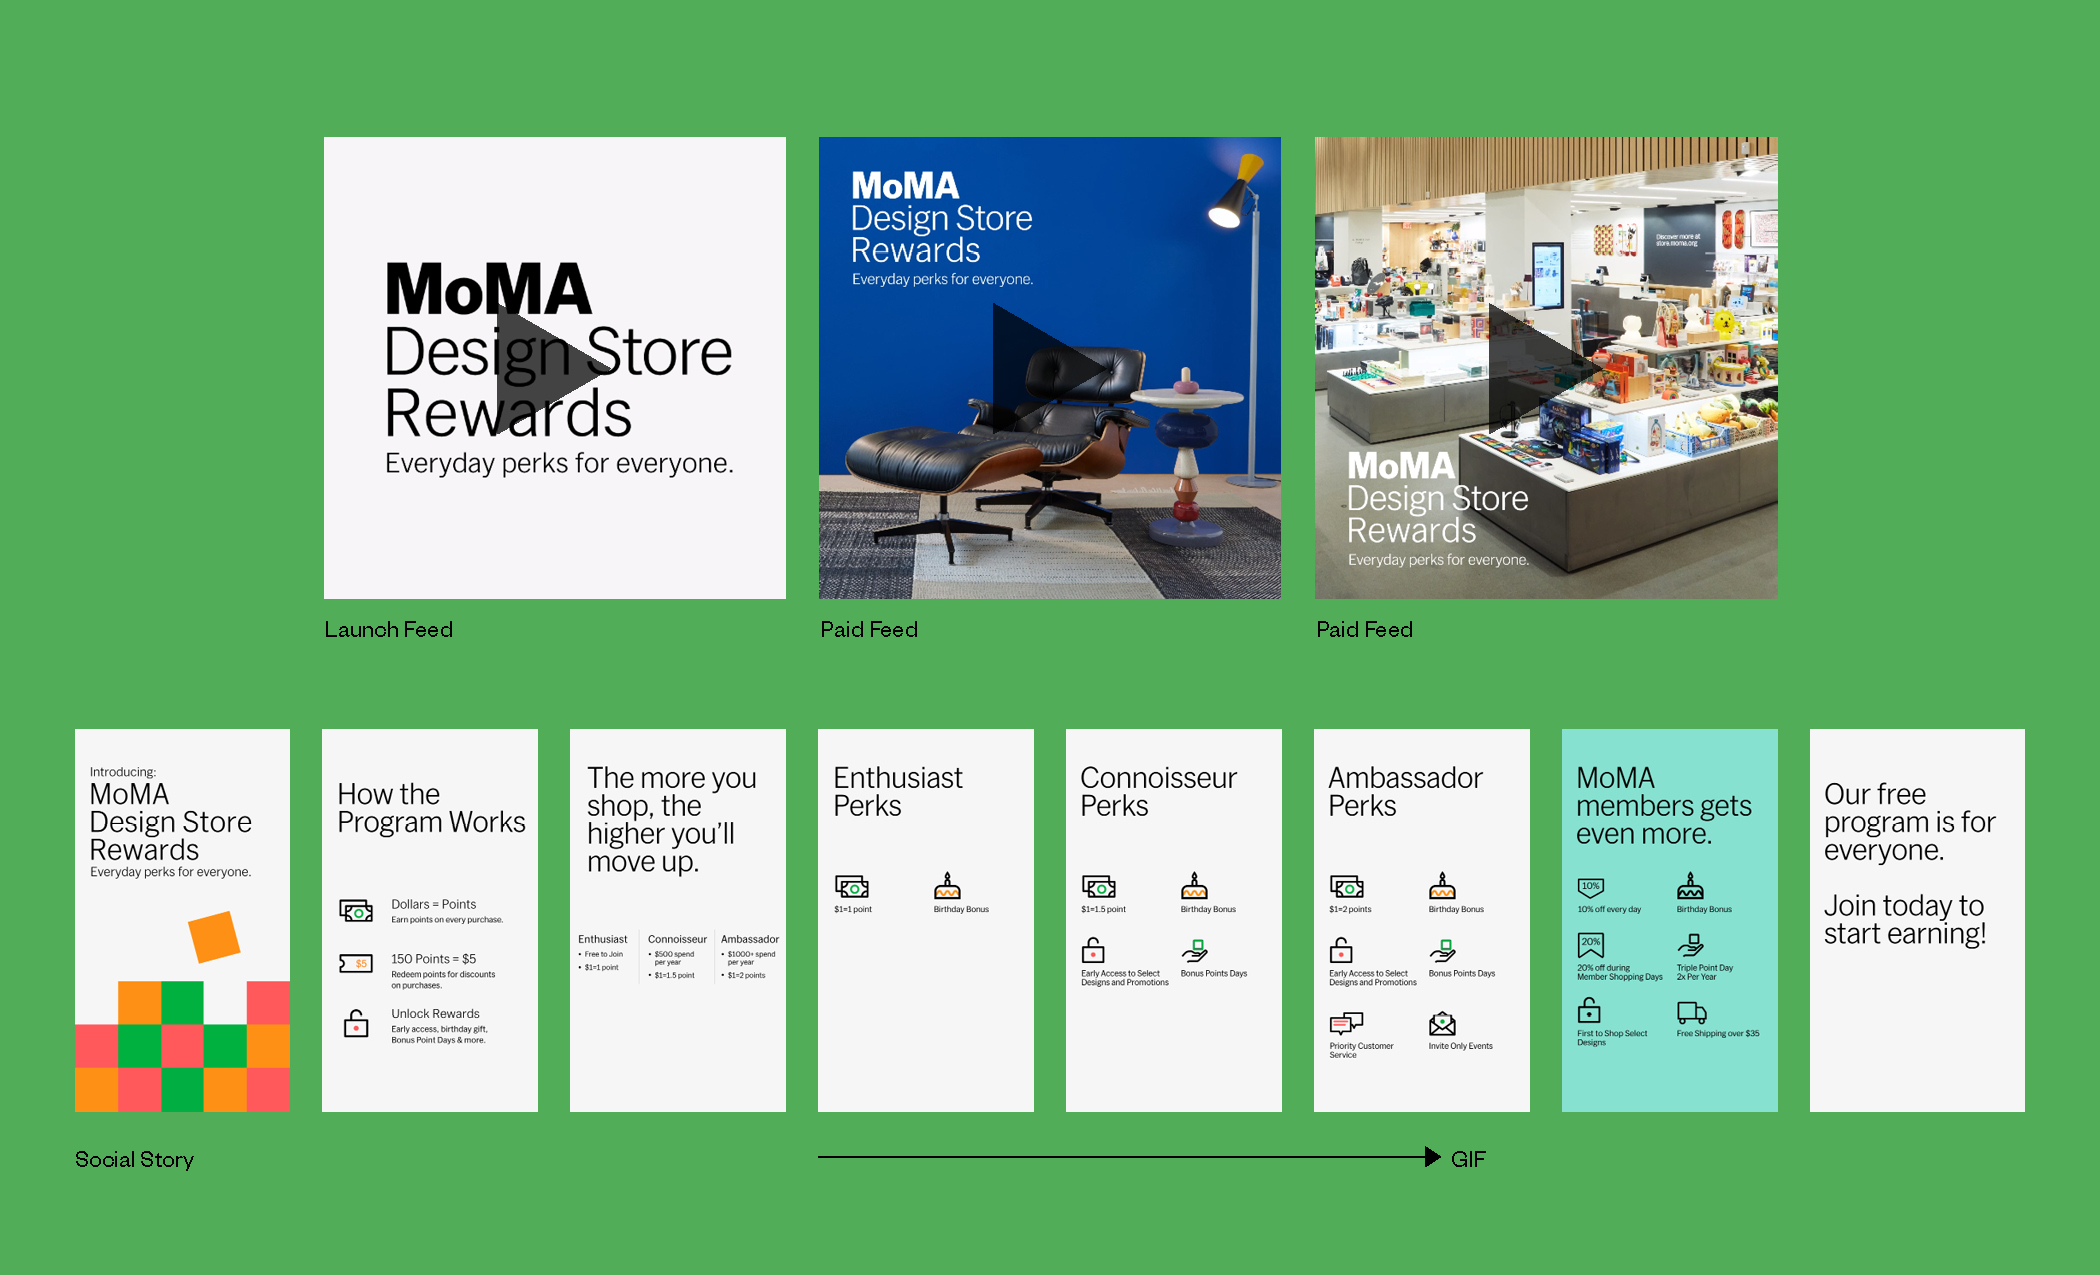 MoMA
Design Store
Rewards
Everyday perks for everyone.
Launch Feed
MoMA
Design Store
Rewards
Everyday perks for everyone.
Paid Feed
Discover more at
store.moma.org
MoMA
Design Store
Rewards
Everyday perks for everyone.
Paid Feed
Introducing:
MoMA
Design Store
Rewards
Everyday perks for everyone.
How the
Program Works
Dollars = Points
Earn points on every purchase.
$5
150 Points = $5
Redeem points for discounts
on purchases.
Unlock Rewards
Early access, birthday gift,
Bonus Point Days & more.
The more you
shop, the
higher you'll
move up.
Enthusiast
• Free to Join
• $1=1 point
Connoisseur
• $500 spend
per year
• $1=1.5 point
Ambassador
• $1000+ spend
per year
• $1=2 points
Enthusiast
Perks
$1=1 point
Birthday Bonus
Connoisseur
Perks
$1=1.5 point
Birthday Bonus
Early Access to Select
Designs and Promotions
Bonus Points Days
Ambassador
Perks
$1=2 points
Birthday Bonus
Early Access to Select
Designs and Promotions
Bonus Points Days
Priority Customer
Service
Invite Only Events
MoMA
members gets
even more.
10%
10% off every day
Birthday Bonus
20%
20% off during
Member Shopping Days
Triple Point Day
2x Per Year
First to Shop Select
Designs
Free Shipping over $35
Our free
program is for
everyone.
Join today to
start earning!
Social Story
GIF